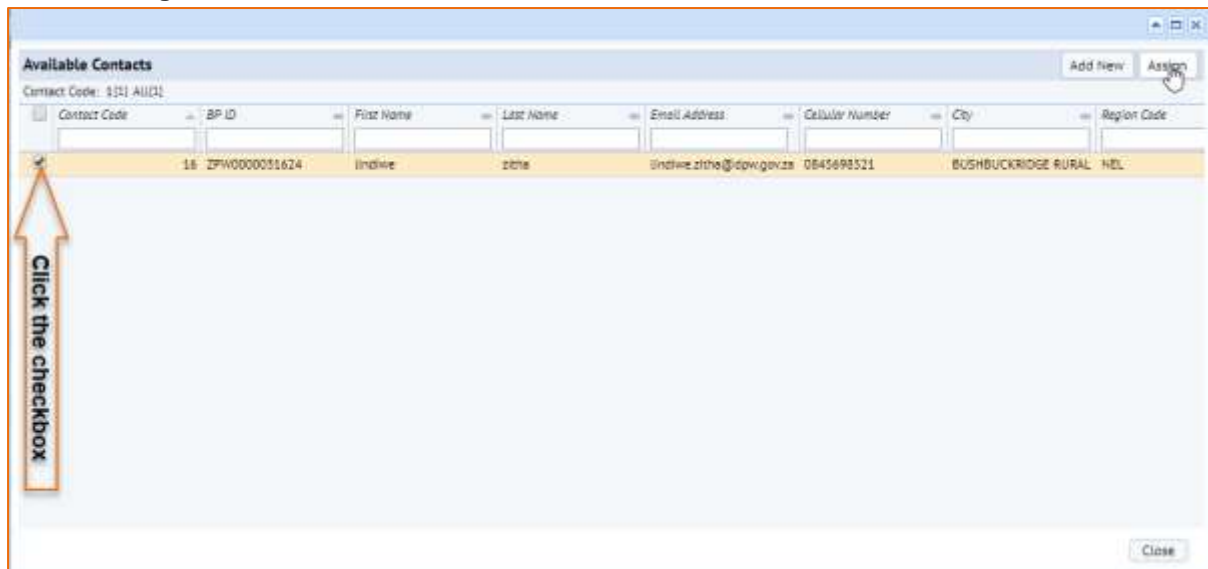 Available Contacts
Add New Assign
Contact Code: 1[1] All[1]
Contact Code BP ID First Name Last Name Email Address Cellular Number City Region Code
16 ZPW0000031624 lindiwe zitha lindiwe.zitha@dpw.gov.za 0845698521 BUSHBUCKRIDGE RURAL NEL
Click the checkbox
Close